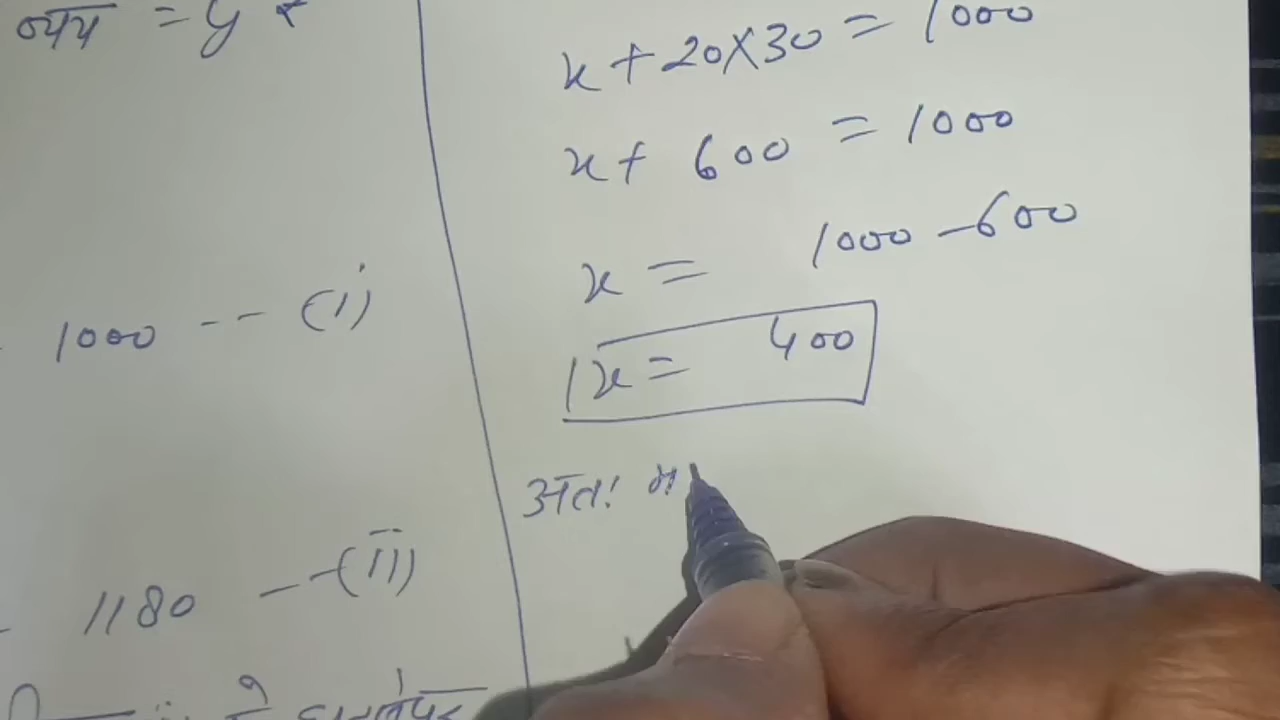 व्यय = y ₹
1000 -- (i)
1180 -- (ii)
x + 20 X 30 = 1000
x + 600 = 1000
x = 1000 - 600
x = 400
अतः